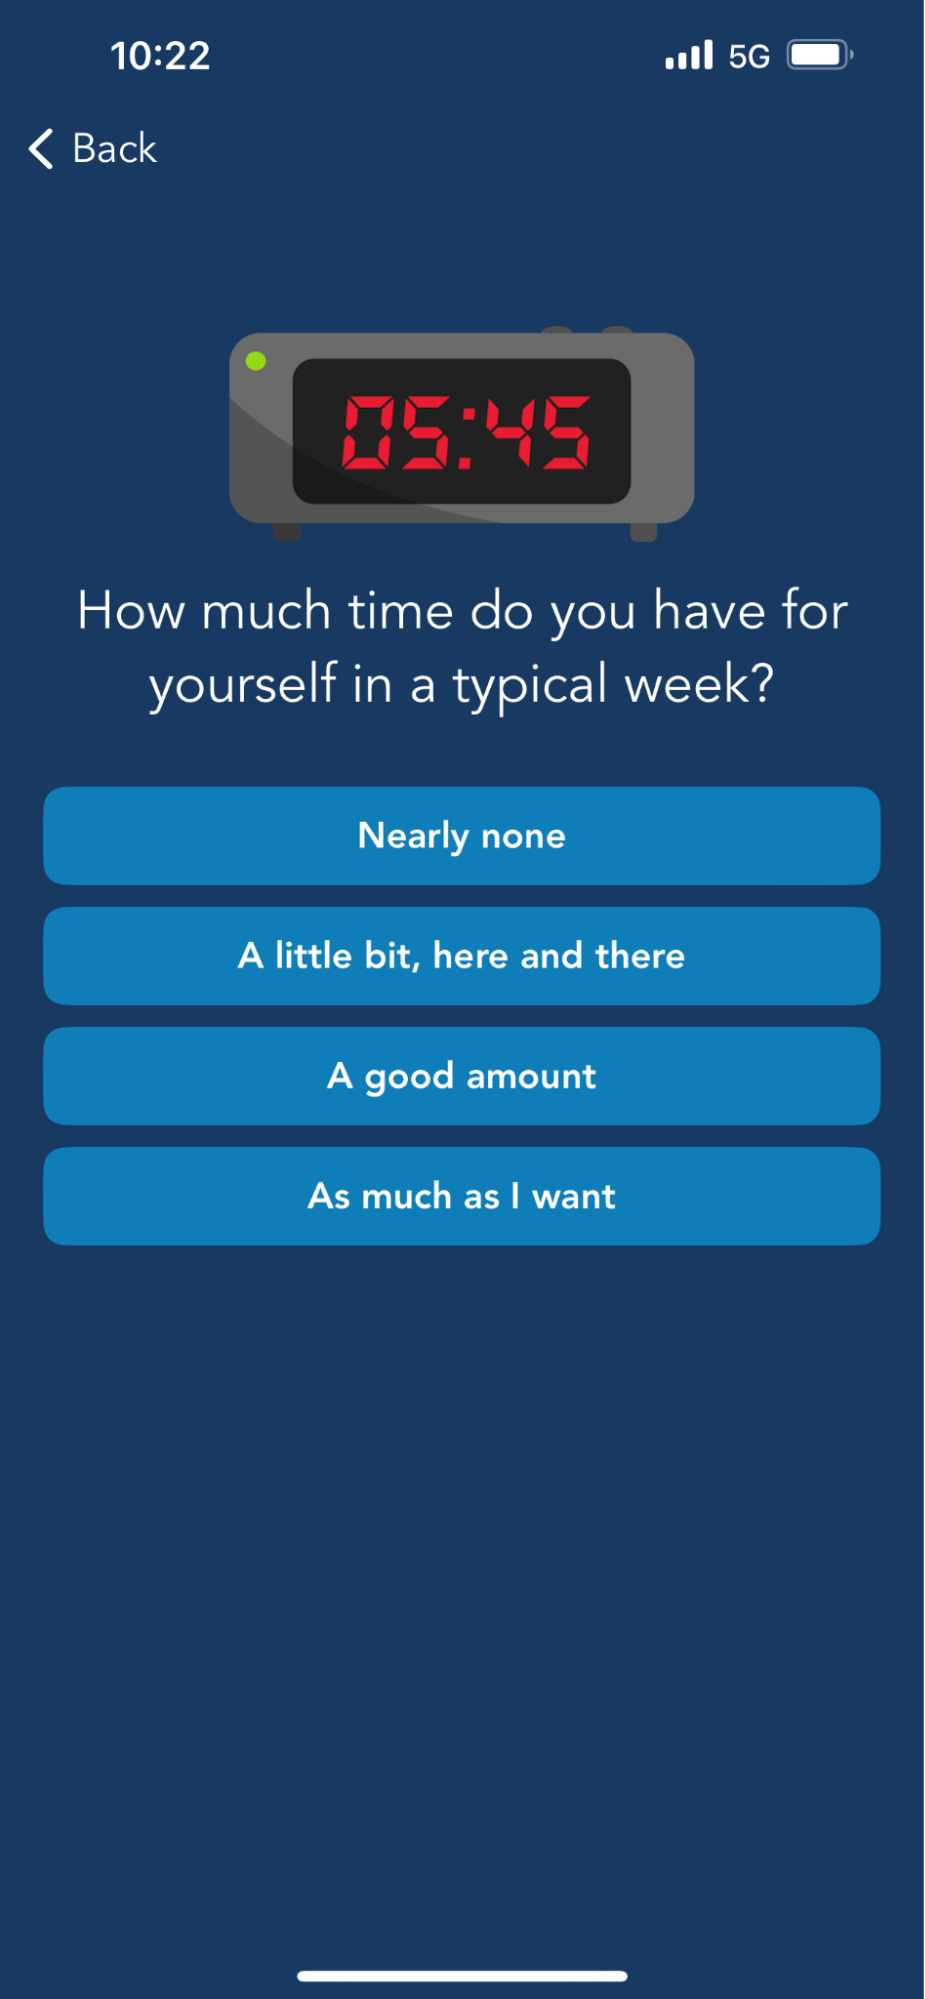 10:22
5G
Back
05:45
How much time do you have for
yourself in a typical week?
Nearly none
A little bit, here and there
A good amount
As much as I want